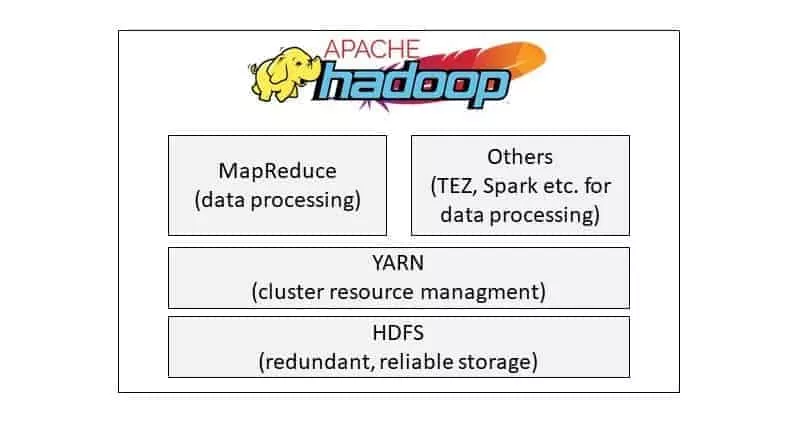 APACHE
hadoop
MapReduce
(data processing)
Others
(TEZ, Spark etc. for
data processing)
YARN
(cluster resource managment)
HDFS
(redundant, reliable storage)